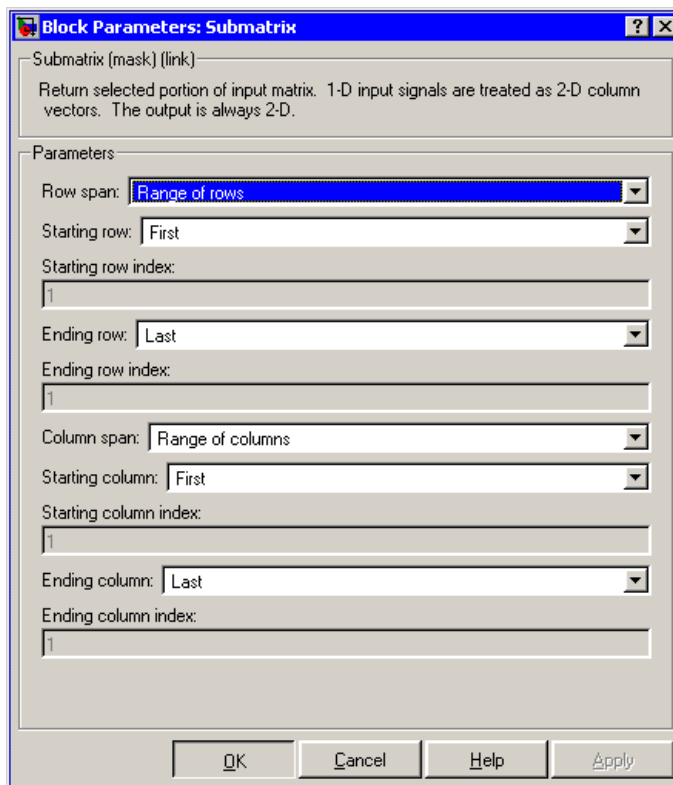 Block Parameters: Submatrix
Submatrix (mask) (link)
Return selected portion of input matrix. 1-D input signals are treated as 2-D column
vectors. The output is always 2-D.
Parameters
Row span: Range of rows
Starting row: First
Starting row index:
1
Ending row: Last
Ending row index:
1
Column span: Range of columns
Starting column: First
Starting column index:
1
Ending column: Last
Ending column index:
1
OK Cancel Help Apply